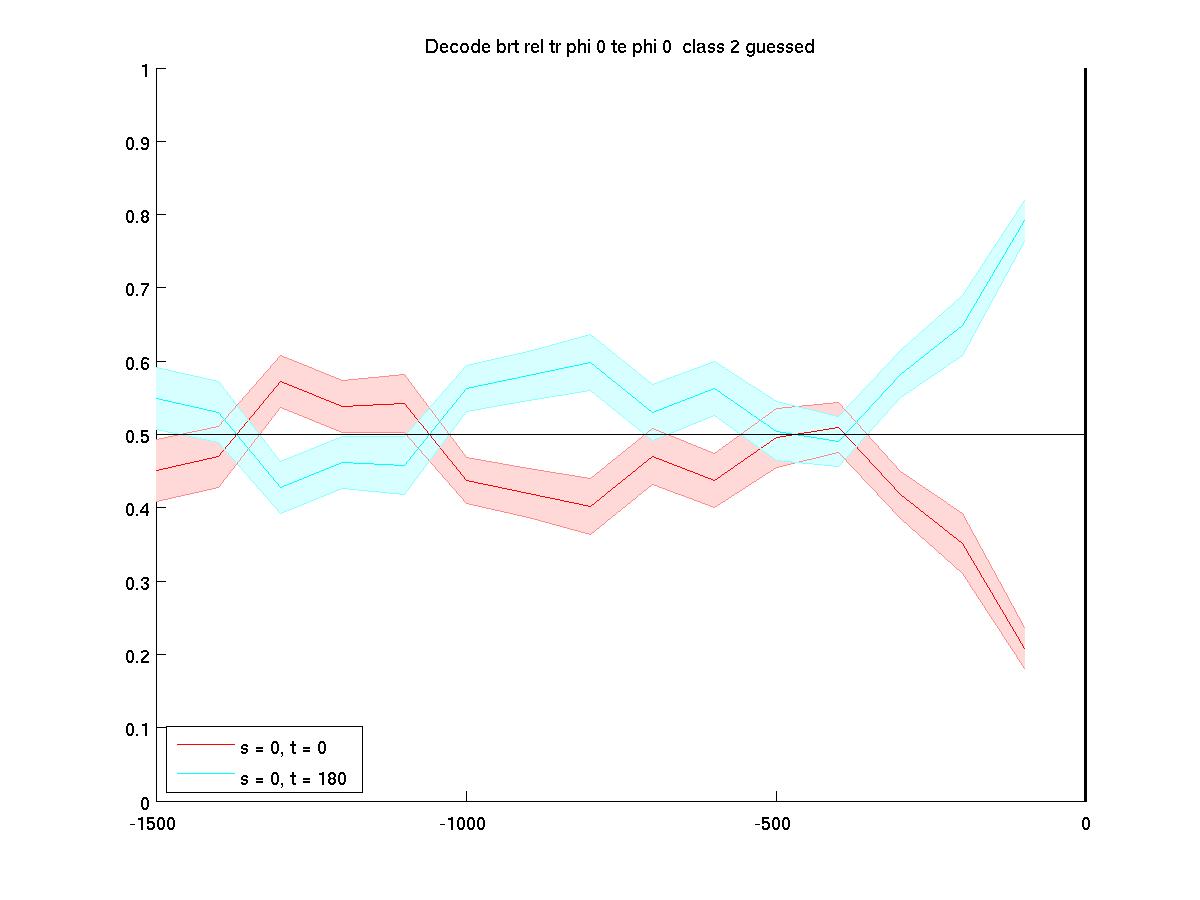 Decode brt rel tr phi 0 te phi 0  class 2 guessed
1
0.9
0.8
0.7
0.6
0.5
0.4
0.3
0.2
0.1
0
s = 0, t = 0
s = 0, t = 180
-1500 -1000 -500 0